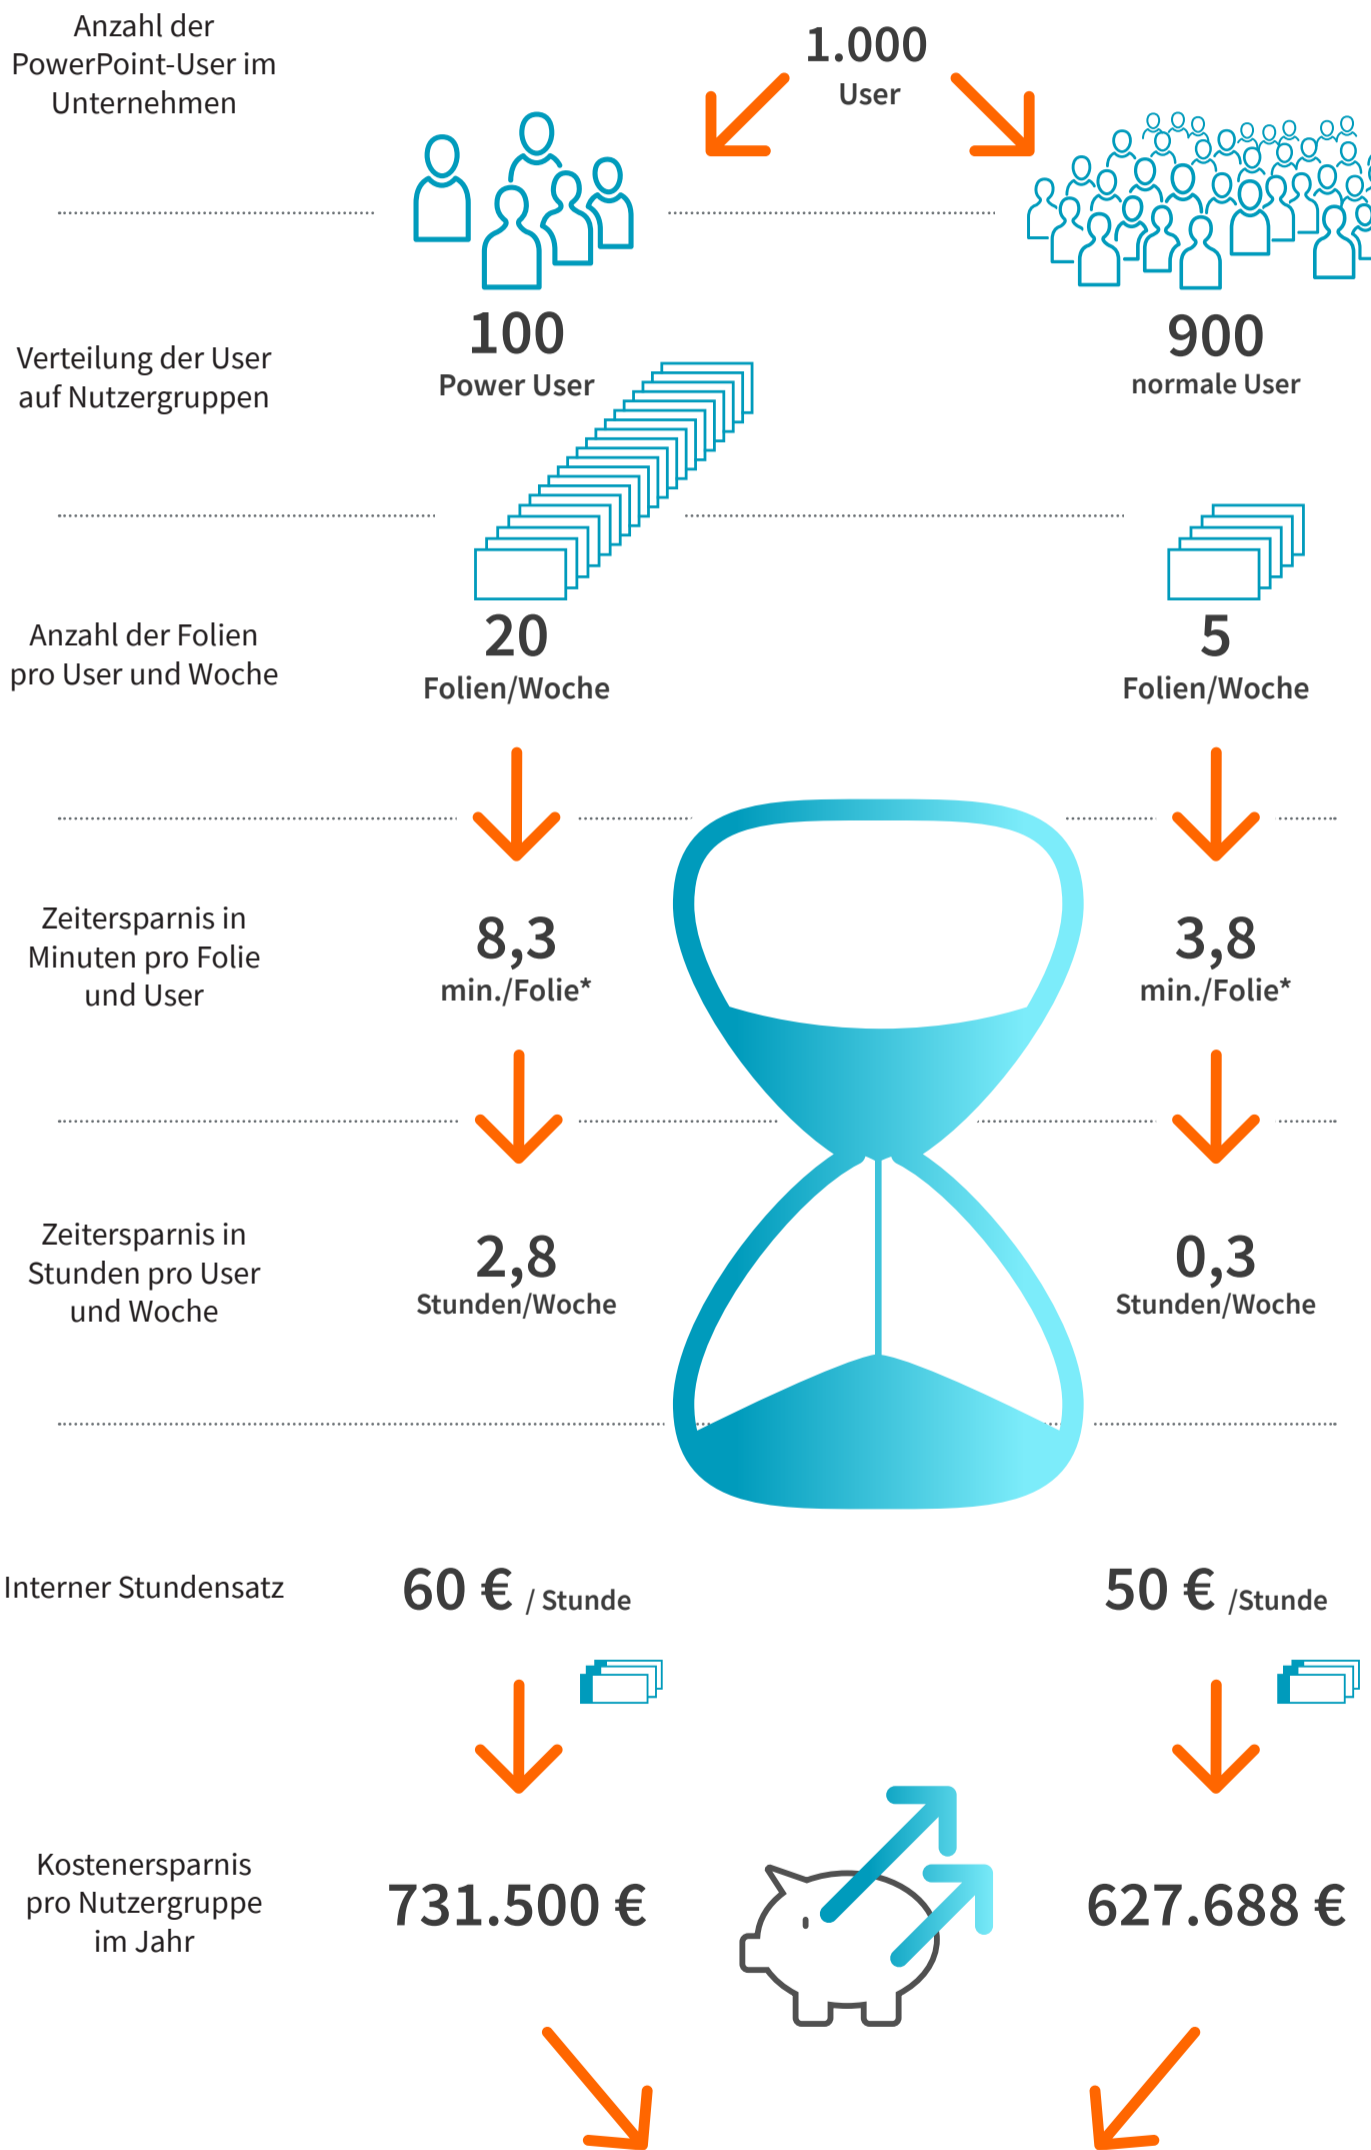 Anzahl der
PowerPoint-User im
Unternehmen
1.000
User
Verteilung der User
auf Nutzergruppen
100
Power User
900
normale User
Anzahl der Folien
pro User und Woche
20
Folien/Woche
5
Folien/Woche
Zeitersparnis in
Minuten pro Folie
und User
8,3
min./Folie*
3,8
min./Folie*
Zeitersparnis in
Stunden pro User
und Woche
2,8
Stunden/Woche
0,3
Stunden/Woche
Interner Stundensatz
60 € / Stunde
50 € /Stunde
Kostenersparnis
pro Nutzergruppe
im Jahr
731.500 €
627.688 €